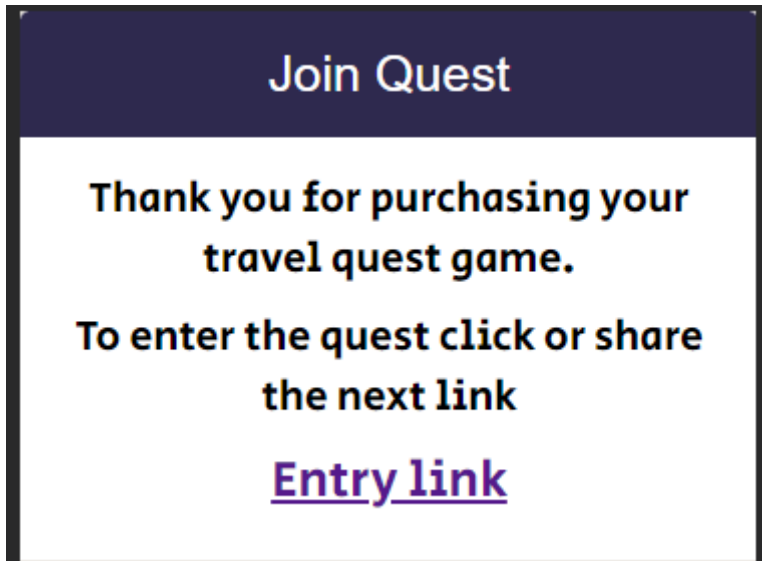 Join Quest
Thank you for purchasing your
travel quest game.
To enter the quest click or share
the next link
Entry link